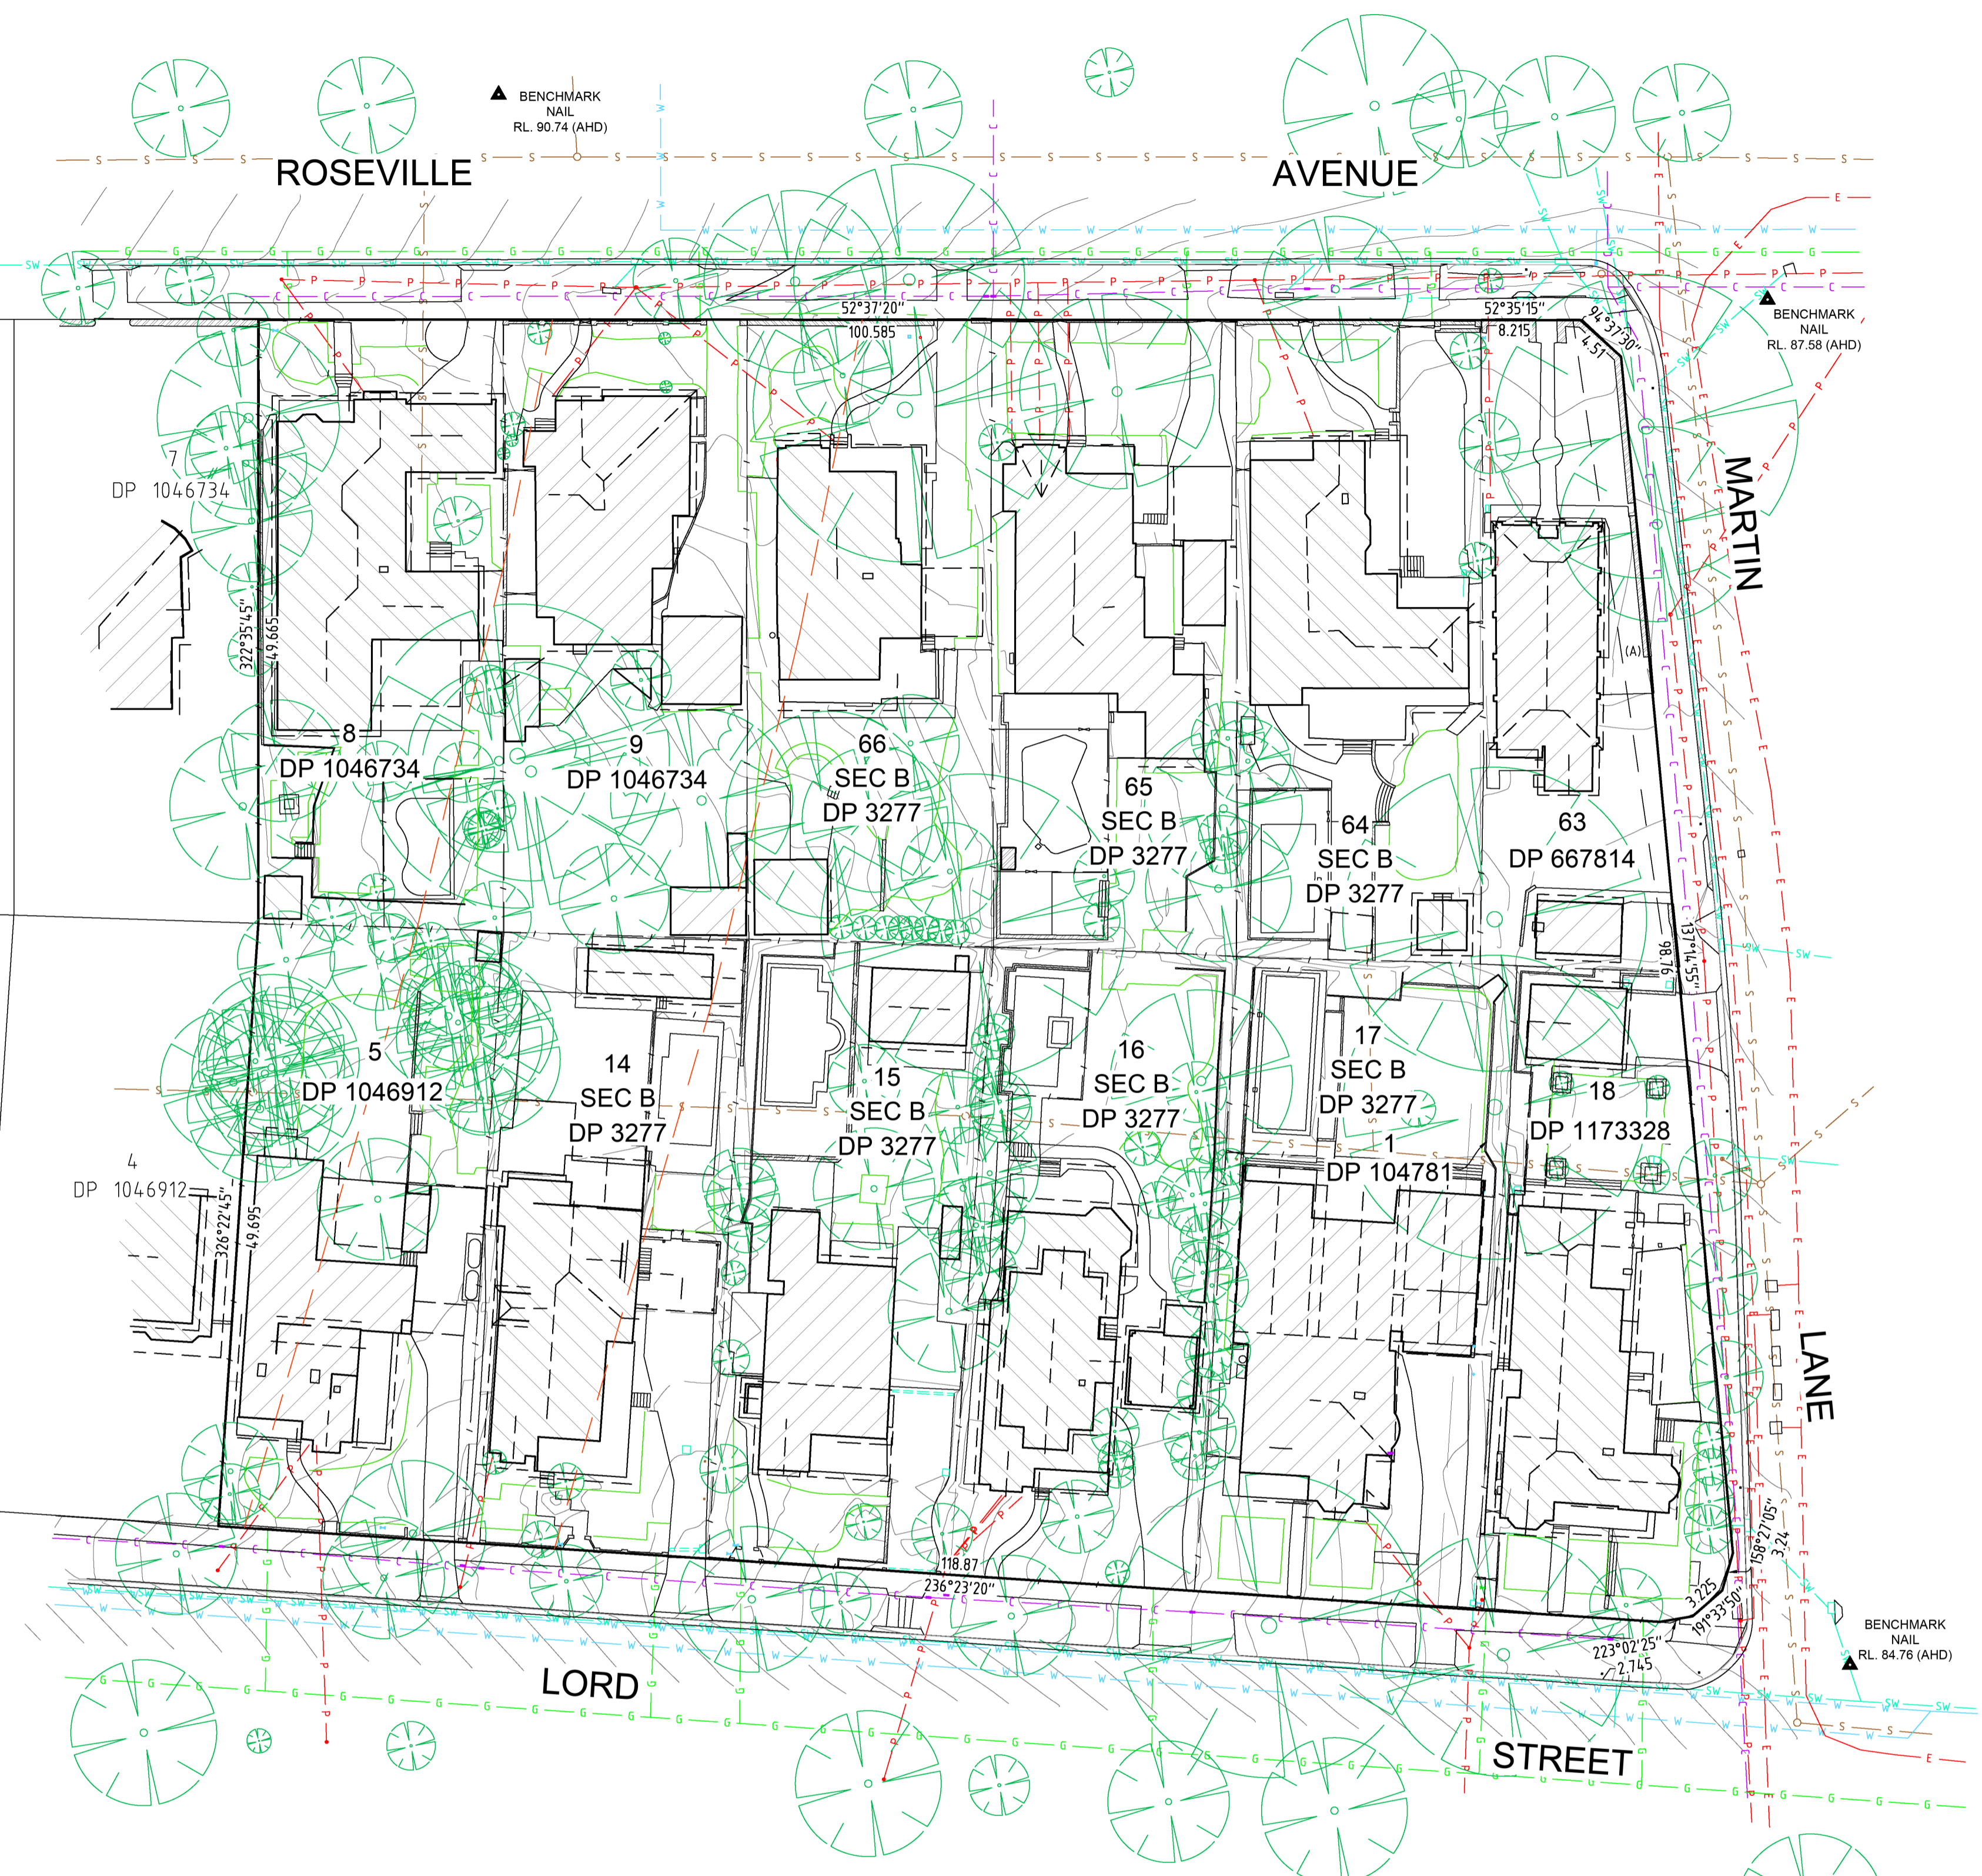 BENCHMARK
NAIL
RL. 90.74 (AHD)
ROSEVILLE
AVENUE
BENCHMARK
NAIL
RL. 87.58 (AHD)
52°37'20"
100.585
52°35'15"
8.215
94°37'30"
4.51
MARTIN
7
DP 1046734
322°35'45"
49.665
(A)
8
DP 1046734
9
DP 1046734
66
SEC B
DP 3277
65
SEC B
DP 3277
64
SEC B
DP 3277
63
DP 667814
137°14'55"
98.76
5
DP 1046912
14
SEC B
DP 3277
15
SEC B
DP 3277
16
SEC B
DP 3277
17
SEC B
DP 3277
1
DP 104781
18
DP 1173328
4
DP 1046912
326°22'45"
49.695
LANE
118.87
236°23'20"
158°27'05"
3.24
3.225
191°33'50"
223°02'25"
2.745
BENCHMARK
NAIL
RL. 84.76 (AHD)
LORD
STREET